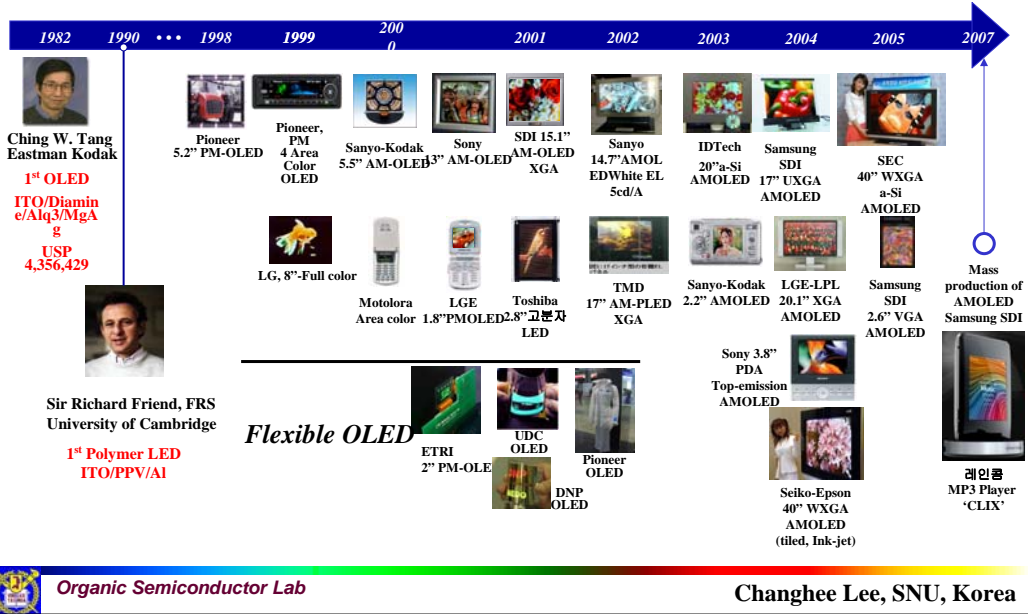 1982 1990 • • • 1998 1999 200
0 2001 2002 2003 2004 2005 2007
Ching W. Tang
Eastman Kodak
1st OLED
ITO/Diamin
e/Alq3/MgA
g
USP
4,356,429
Pioneer
5.2” PM-OLED
Pioneer,
PM
4 Area
Color
OLED
Sanyo-Kodak
5.5” AM-OLED
Sony
13” AM-OLED
SDI 15.1”
AM-OLED
XGA
Sanyo
14.7”AMOL
EDWhite EL
5cd/A
IDTech
20”a-Si
AMOLED
Samsung
SDI
17” UXGA
AMOLED
SEC
40” WXGA
a-Si
AMOLED
LG, 8”-Full color
Motolora
Area color
LGE
1.8”PMOLED
Toshiba
2.8”고분자
LED
TMD
17” AM-PLED
XGA
Sanyo-Kodak
2.2” AMOLED
LGE-LPL
20.1” XGA
AMOLED
Samsung
SDI
2.6” VGA
AMOLED
Mass
production of
AMOLED
Samsung SDI
Sir Richard Friend, FRS
University of Cambridge
1st Polymer LED
ITO/PPV/Al
Flexible OLED
ETRI
2” PM-OLE
UDC
OLED
DNP
OLED
Pioneer
OLED
Sony 3.8”
PDA
Top-emission
AMOLED
Seiko-Epson
40” WXGA
AMOLED
(tiled, Ink-jet)
레인콤
MP3 Player
‘CLIX’
Organic Semiconductor Lab
Changhee Lee, SNU, Korea